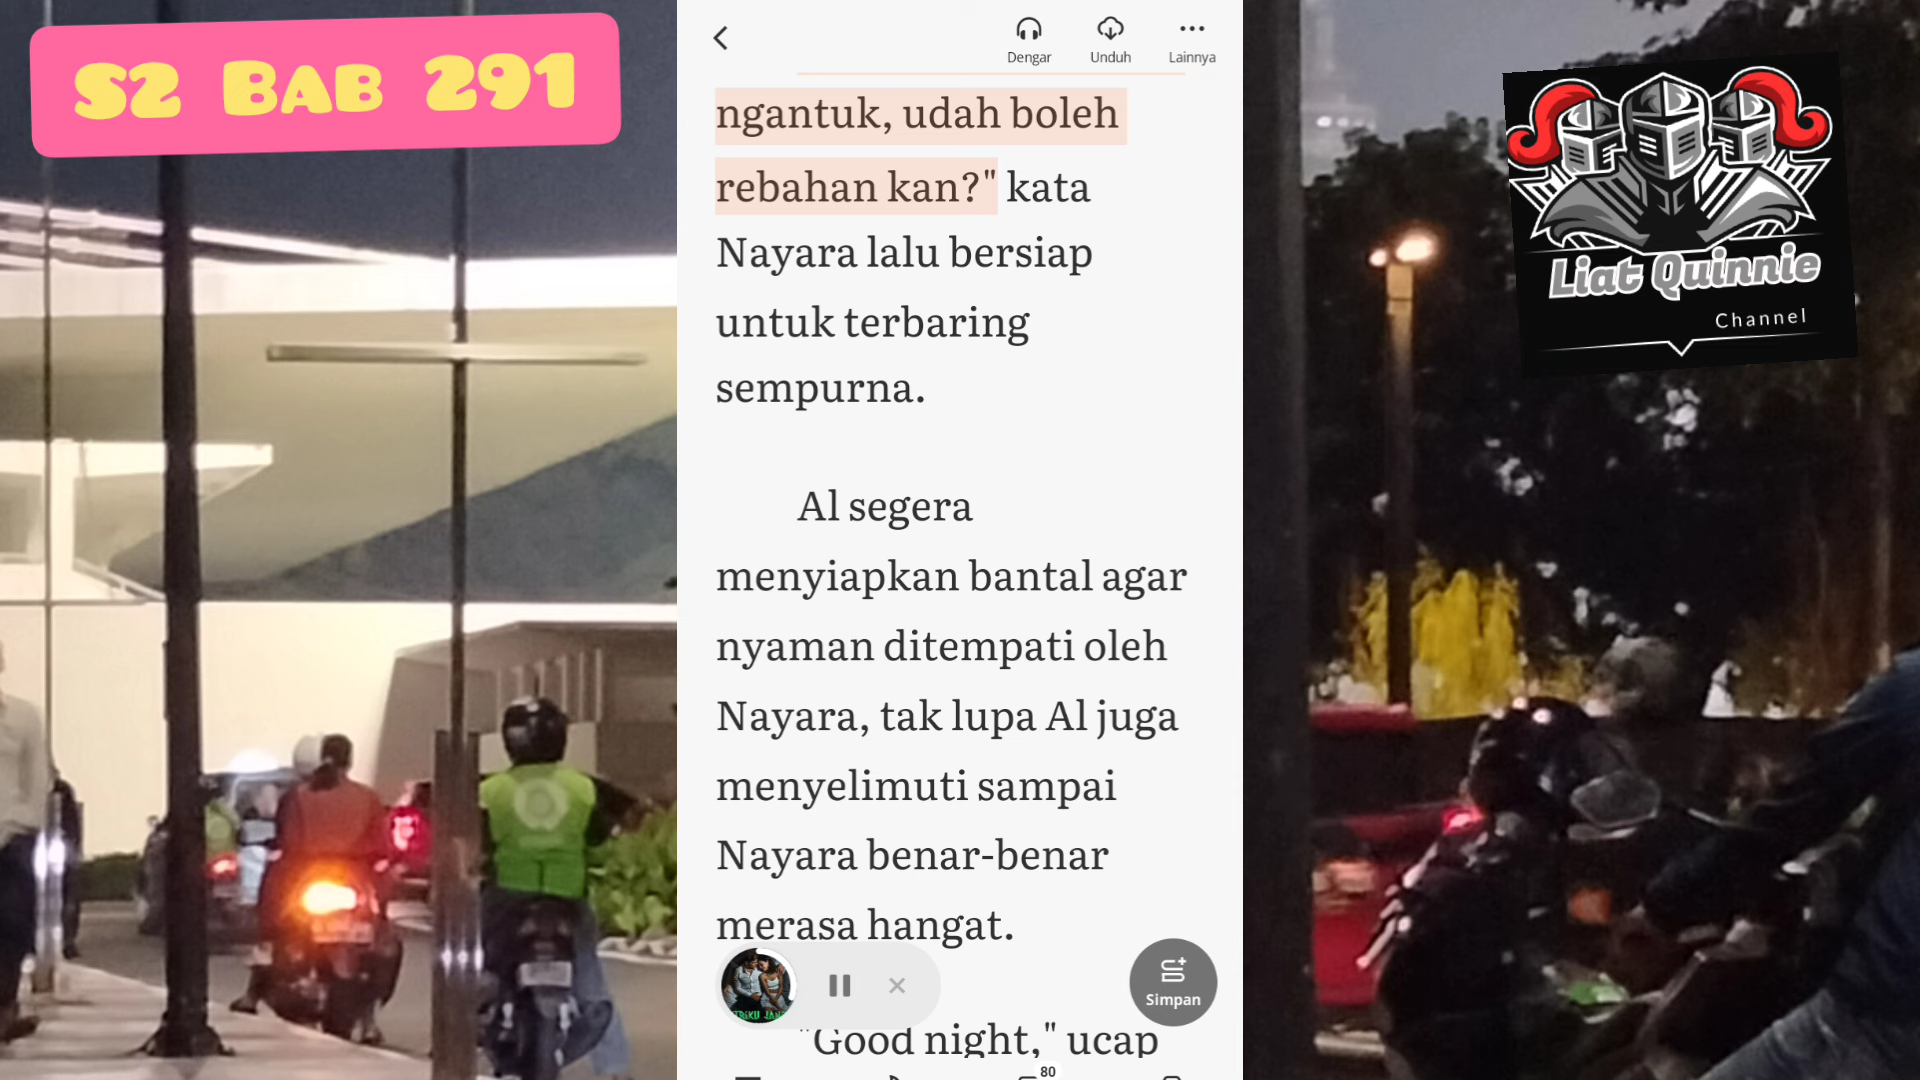 S2 Bab 291
Dengar
Unduh
Lainnya
ngantuk, udah boleh
rebahan kan?" kata
Nayara lalu bersiap
untuk terbaring
sempurna.
Al segera
menyiapkan bantal agar
nyaman ditempati oleh
Nayara, tak lupa Al juga
menyelimuti sampai
Nayara benar-benar
merasa hangat.
Simpan
"Good night," ucap
80
Liat Quinnie
Channel